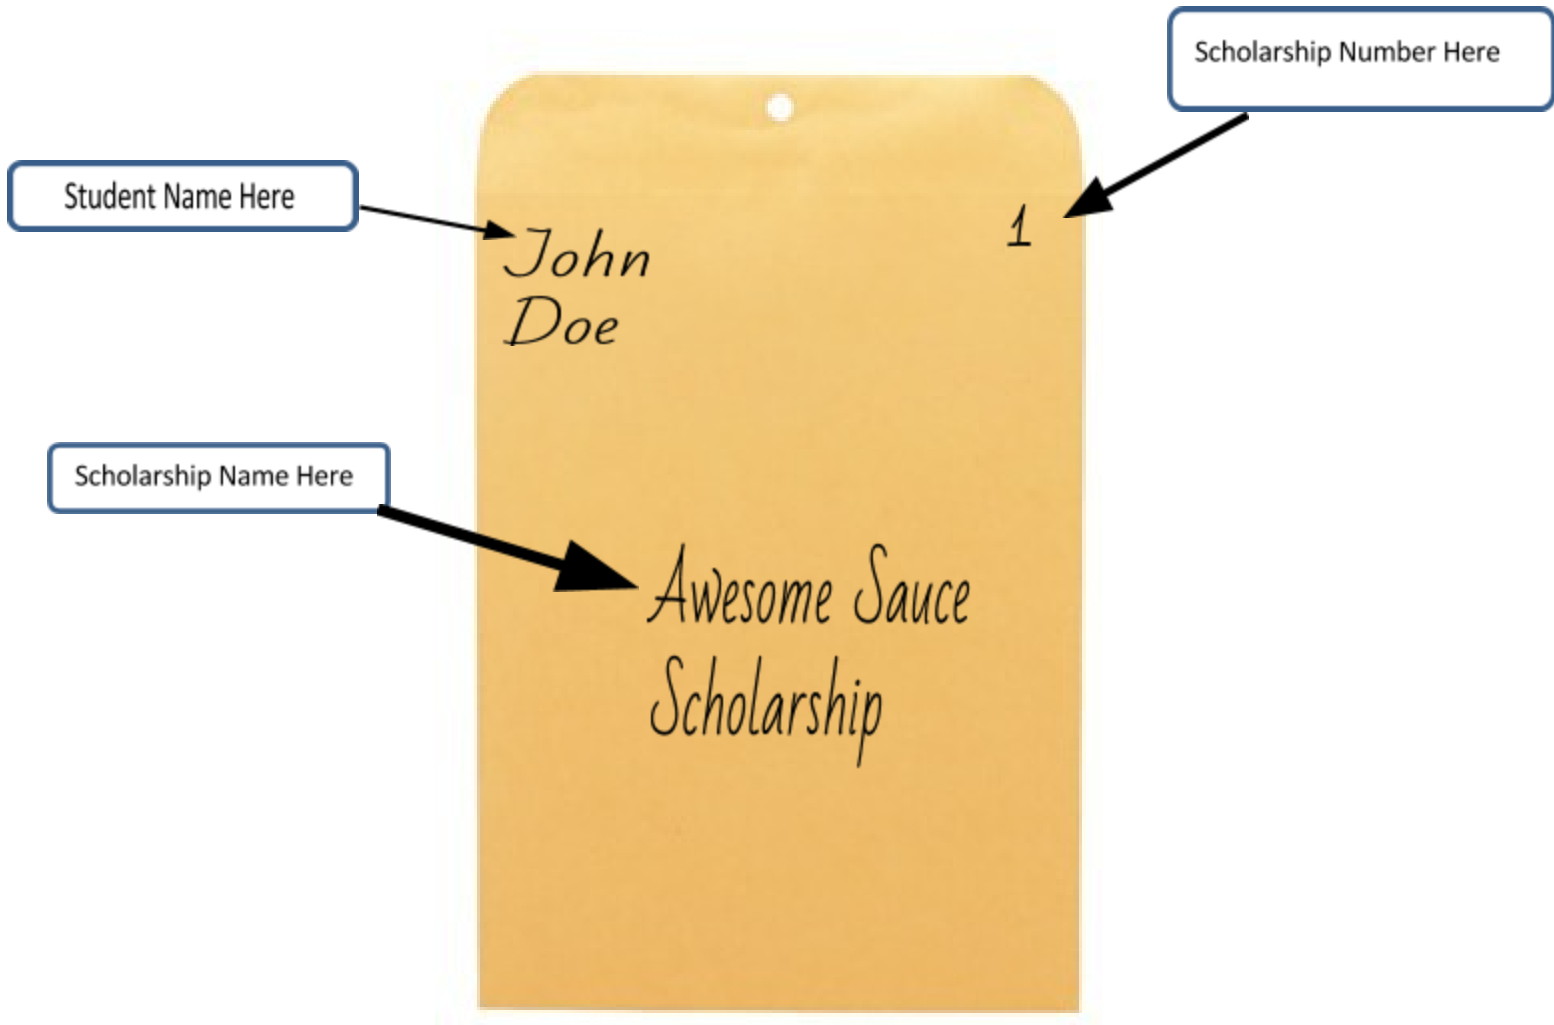 Scholarship Number Here
Student Name Here
1
John
Doe
Scholarship Name Here
Awesome Sauce
Scholarship